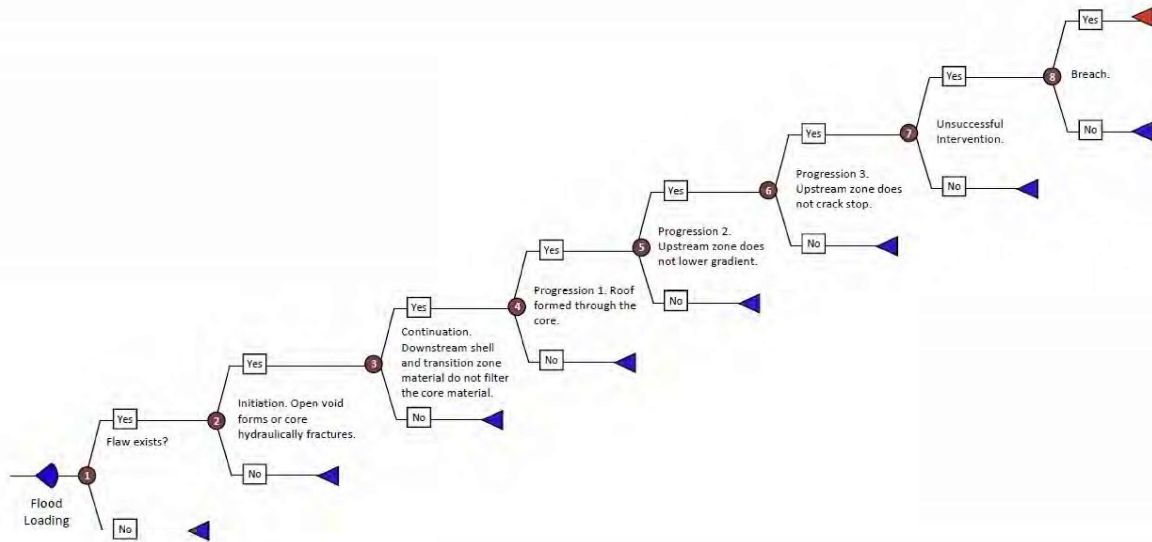 Yes
8
Breach.
No
Yes
7
Unsuccessful
Intervention.
No
Yes
6
Progression 3.
Upstream zone does
not crack stop.
No
Yes
5
Progression 2.
Upstream zone does
not lower gradient.
No
Yes
4
Progression 1. Roof
formed through the
core.
No
Yes
3
Continuation.
Downstream shell
and transition zone
material do not filter
the core material.
No
Yes
2
Initiation. Open void
forms or core
hydraulically fractures.
No
Yes
Flaw exists?
1
Flood
Loading
No